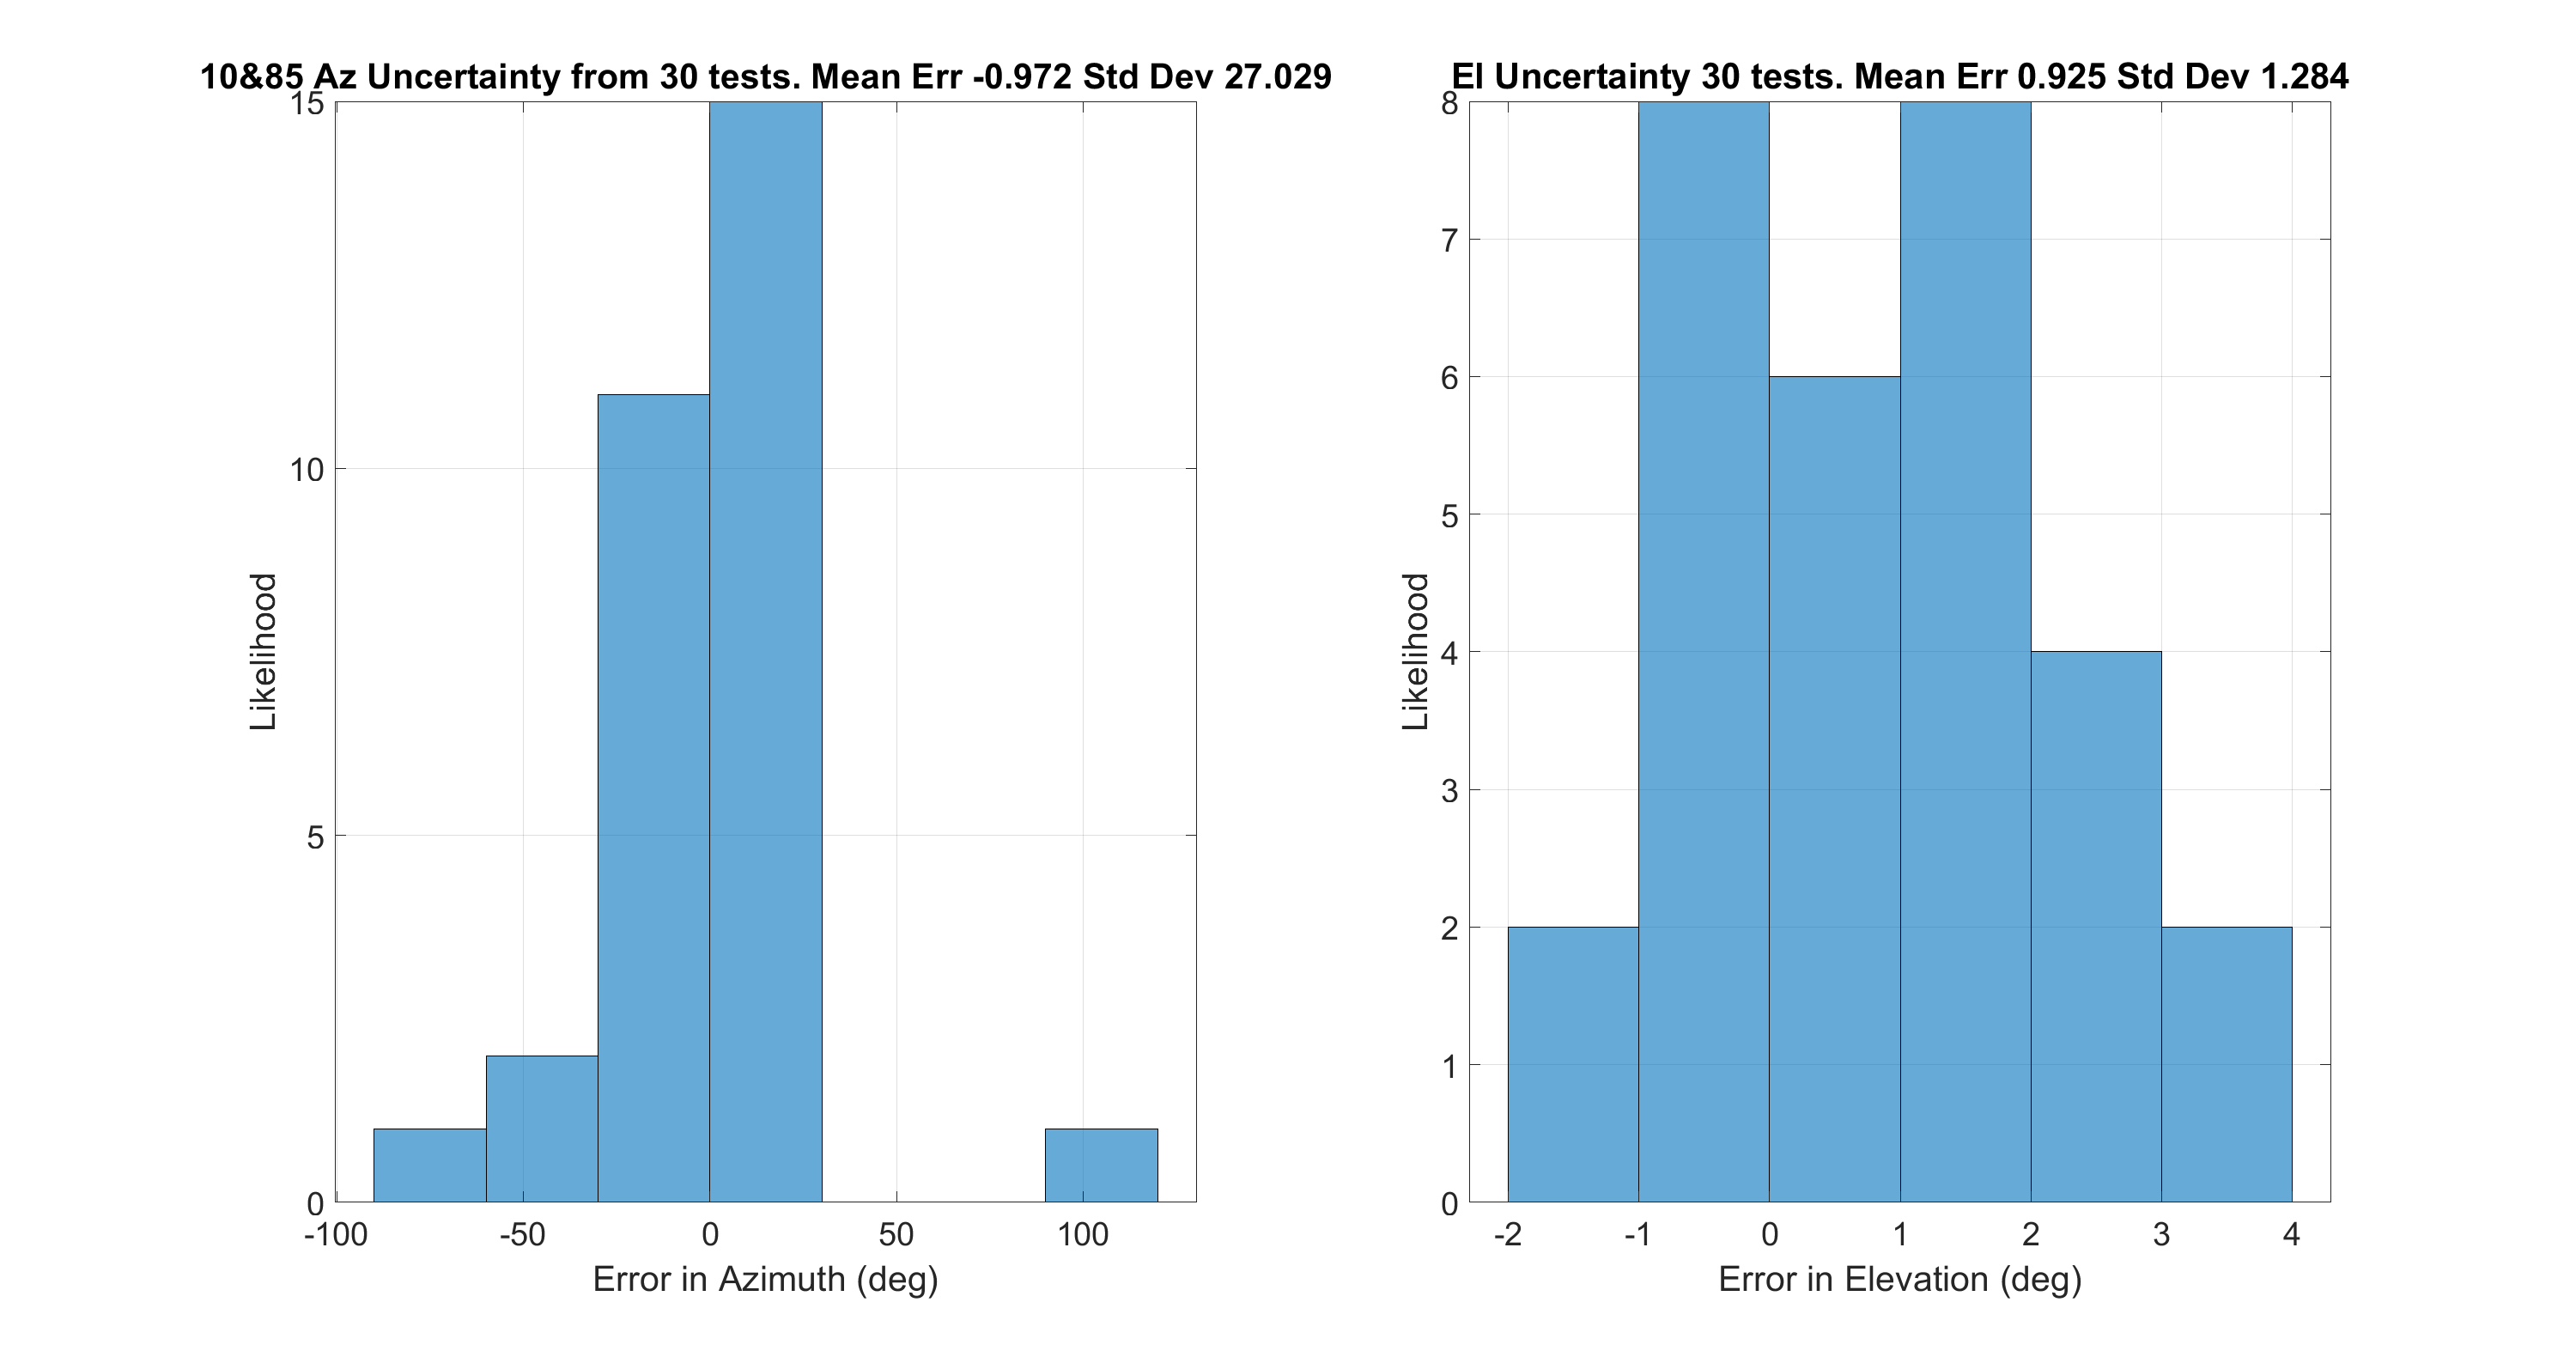 10&85 Az Uncertainty from 30 tests. Mean Err -0.972 Std Dev 27.029
15
10
5
0
Likelihood
-100 -50 0 50 100
Error in Azimuth (deg)
El Uncertainty 30 tests. Mean Err 0.925 Std Dev 1.284
8
7
6
5
4
3
2
1
0
Likelihood
-2 -1 0 1 2 3 4
Error in Elevation (deg)